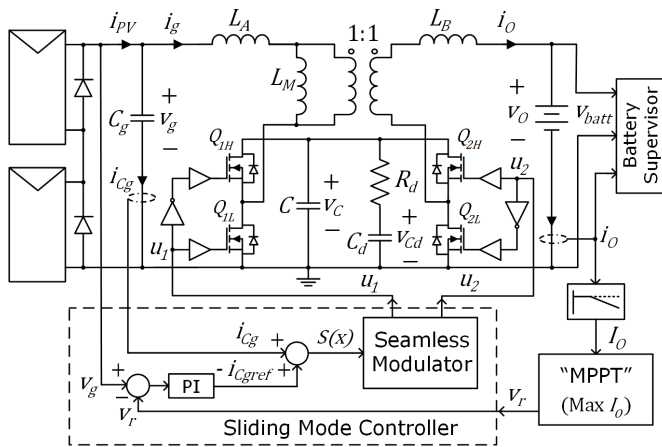 i_PV i_g L_A 1:1 L_B i_O
L_M
C_g + v_g −
+ v_O − v_batt
Battery Supervisor
Q_1H Q_2H
i_Cg
u_2
C + v_C −
R_d
Q_1L Q_2L
C_d + v_Cd −
u_1
i_O
u_1 u_2
i_Cg + S(x)
Seamless Modulator
I_O
v_g + − v_r
PI
- i_Cgref +
v_r
"MPPT"
(Max I_O)
Sliding Mode Controller